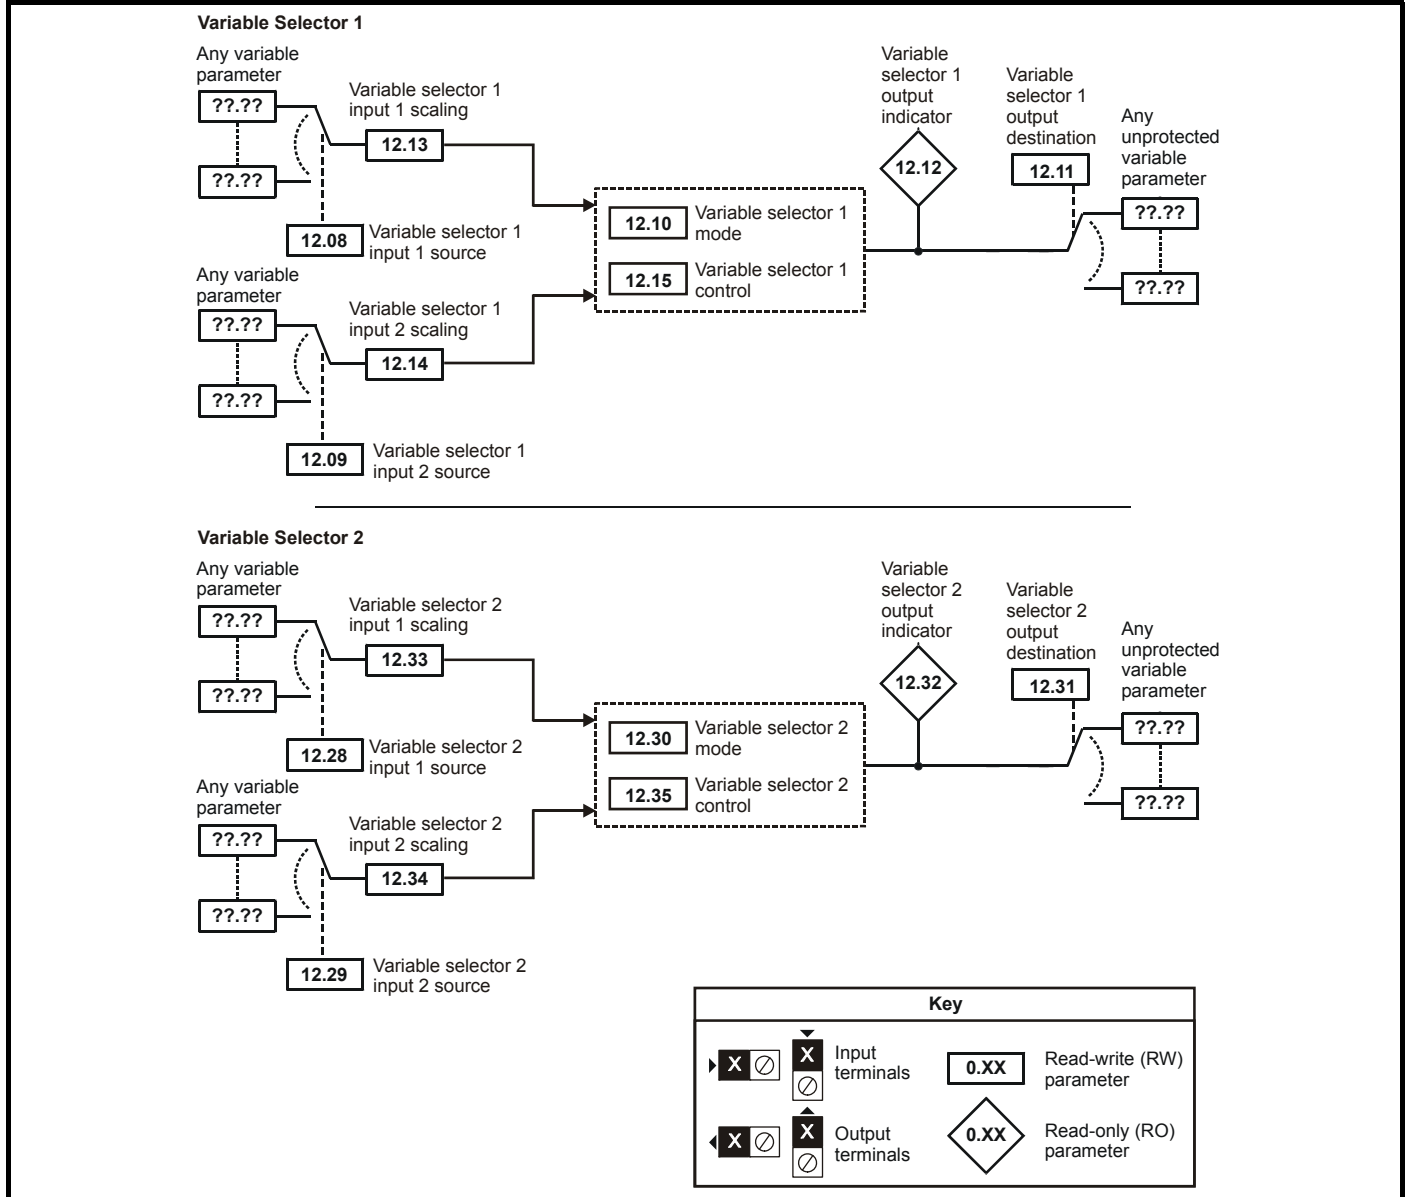 Variable Selector 1
Any variable
parameter
??.??
??.??
Variable selector 1
input 1 scaling
12.13
12.08
Variable selector 1
input 1 source
Any variable
parameter
??.??
??.??
Variable selector 1
input 2 scaling
12.14
12.09
Variable selector 1
input 2 source
12.10
Variable selector 1
mode
12.15
Variable selector 1
control
Variable
selector 1
output
indicator
12.12
Variable
selector 1
output
destination
12.11
Any
unprotected
variable
parameter
??.??
??.??
Variable Selector 2
Any variable
parameter
??.??
??.??
Variable selector 2
input 1 scaling
12.33
12.28
Variable selector 2
input 1 source
Any variable
parameter
??.??
??.??
Variable selector 2
input 2 scaling
12.34
12.29
Variable selector 2
input 2 source
12.30
Variable selector 2
mode
12.35
Variable selector 2
control
Variable
selector 2
output
indicator
12.32
Variable
selector 2
output
destination
12.31
Any
unprotected
variable
parameter
??.??
??.??
Key
X
X
Input
terminals
0.XX
Read-write (RW)
parameter
X
X
Output
terminals
0.XX
Read-only (RO)
parameter